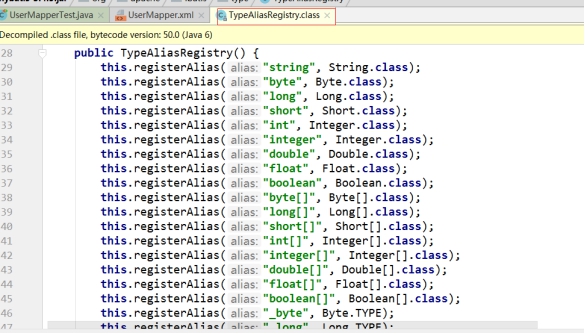 UserMapperTest.java × UserMapper.xml × TypeAliasRegistry.class ×
Decompiled .class file, bytecode version: 50.0 (Java 6)
28 public TypeAliasRegistry() {
29 this.registerAlias( alias: "string", String.class);
30 this.registerAlias( alias: "byte", Byte.class);
31 this.registerAlias( alias: "long", Long.class);
32 this.registerAlias( alias: "short", Short.class);
33 this.registerAlias( alias: "int", Integer.class);
34 this.registerAlias( alias: "integer", Integer.class);
35 this.registerAlias( alias: "double", Double.class);
36 this.registerAlias( alias: "float", Float.class);
37 this.registerAlias( alias: "boolean", Boolean.class);
38 this.registerAlias( alias: "byte[]", Byte[].class);
39 this.registerAlias( alias: "long[]", Long[].class);
40 this.registerAlias( alias: "short[]", Short[].class);
41 this.registerAlias( alias: "int[]", Integer[].class);
42 this.registerAlias( alias: "integer[]", Integer[].class);
43 this.registerAlias( alias: "double[]", Double[].class);
44 this.registerAlias( alias: "float[]", Float[].class);
45 this.registerAlias( alias: "boolean[]", Boolean[].class);
46 this.registerAlias( alias: "_byte", Byte.TYPE);
47 this.registerAlias( alias: "_long", Long.TYPE);